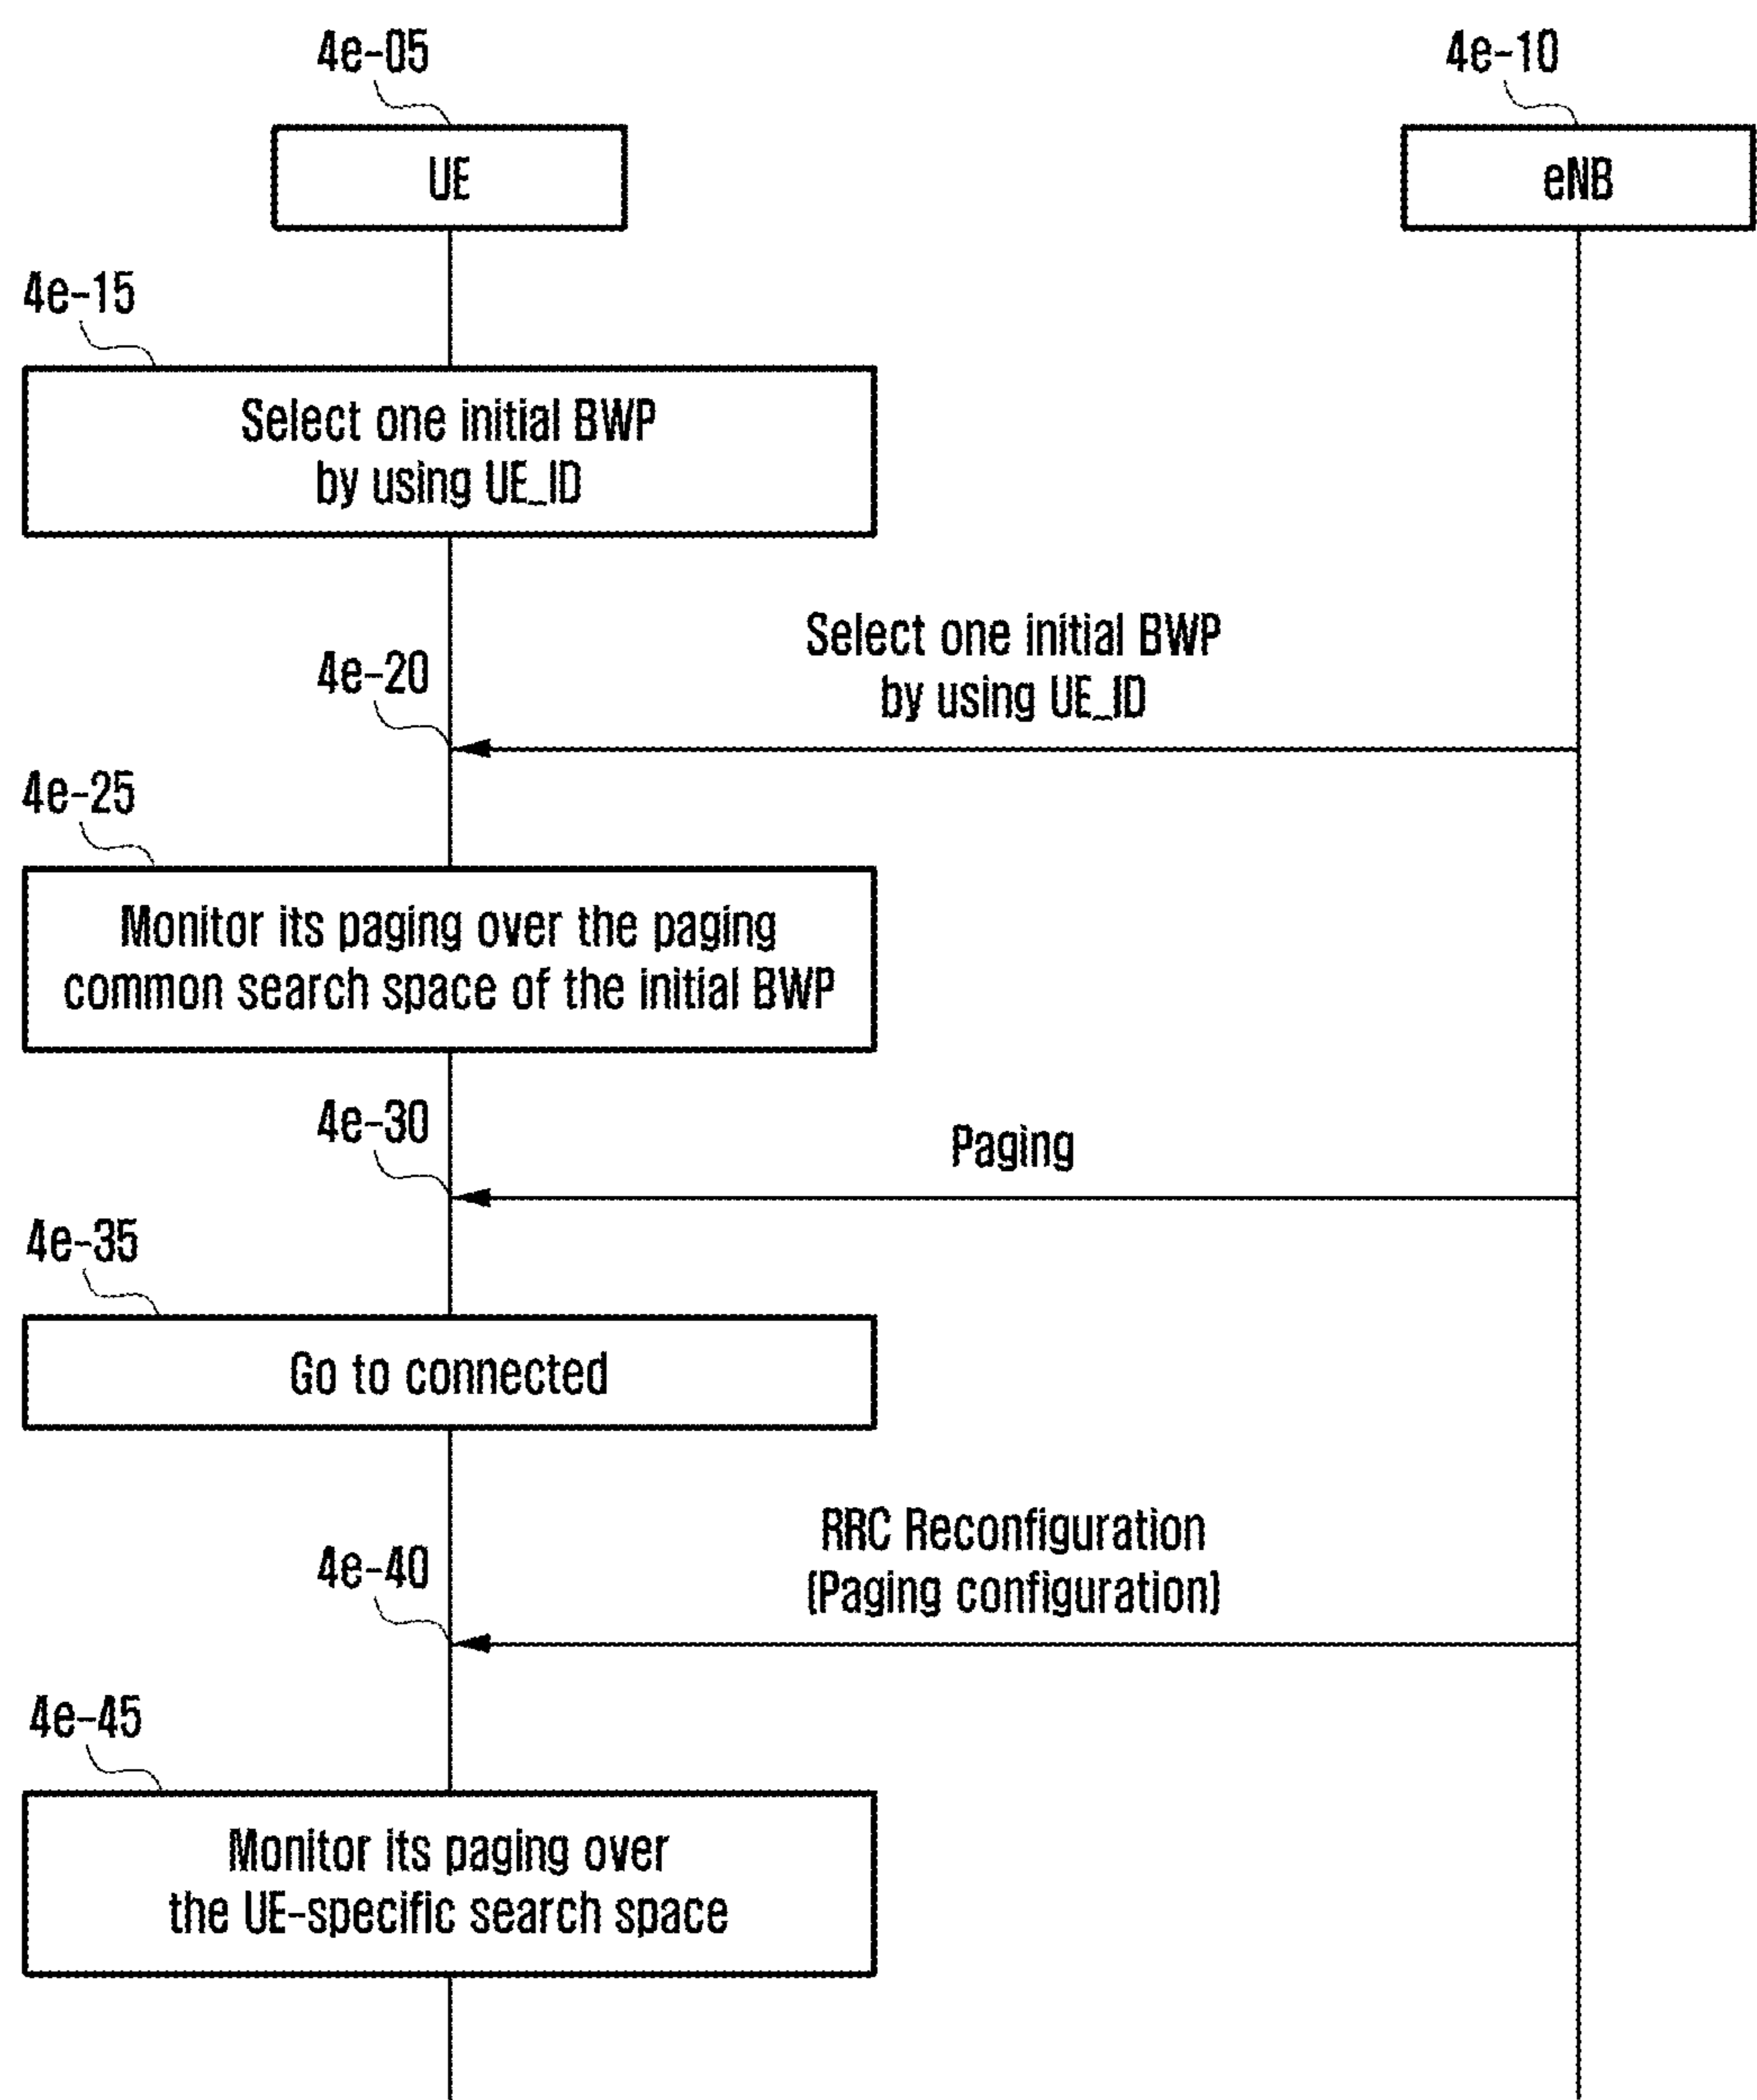 4e-05
4e-10
UE
eNB
4e-15
Select one initial BWP
by using UE_ID
Select one initial BWP
by using UE_ID
4e-20
4e-25
Monitor its paging over the paging
common search space of the initial BWP
4e-30
Paging
4e-35
Go to connected
RRC Reconfiguration
(Paging configuration)
4e-40
4e-45
Monitor its paging over
the UE-specific search space